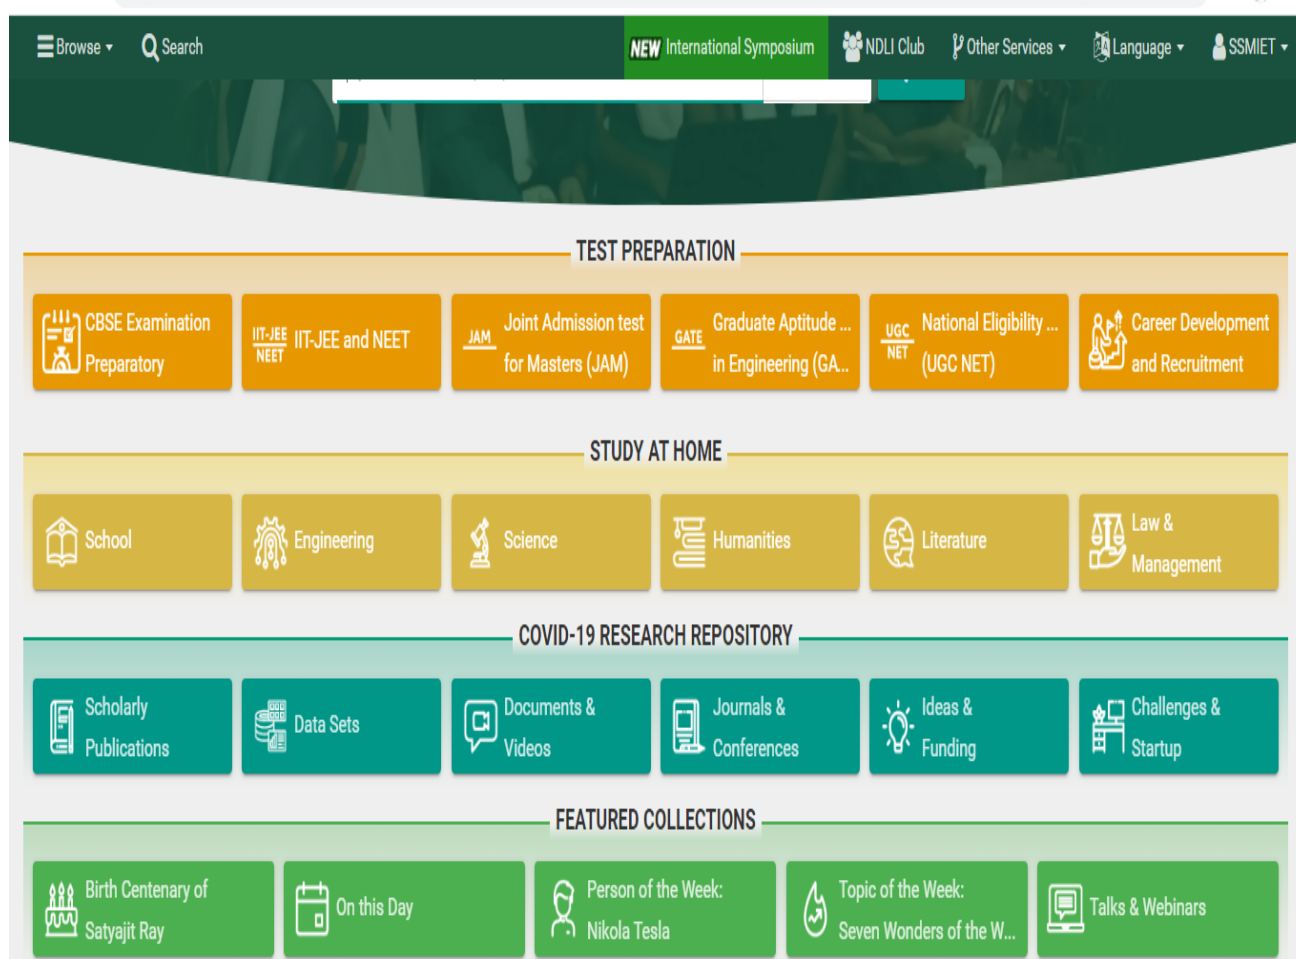 Browse Search NEW International Symposium NDLI Club Other Services Language SSMIET
TEST PREPARATION
CBSE Examination
Preparatory
IIT-JEE
NEET
IIT-JEE and NEET
JAM
Joint Admission test
for Masters (JAM)
GATE
Graduate Aptitude ...
in Engineering (GA...
UGC
NET
National Eligibility ...
(UGC NET)
Career Development
and Recruitment
STUDY AT HOME
School
Engineering
Science
Humanities
Literature
Law &
Management
COVID-19 RESEARCH REPOSITORY
Scholarly
Publications
Data Sets
Documents &
Videos
Journals &
Conferences
Ideas &
Funding
Challenges &
Startup
FEATURED COLLECTIONS
Birth Centenary of
Satyajit Ray
On this Day
Person of the Week:
Nikola Tesla
Topic of the Week:
Seven Wonders of the W...
Talks & Webinars